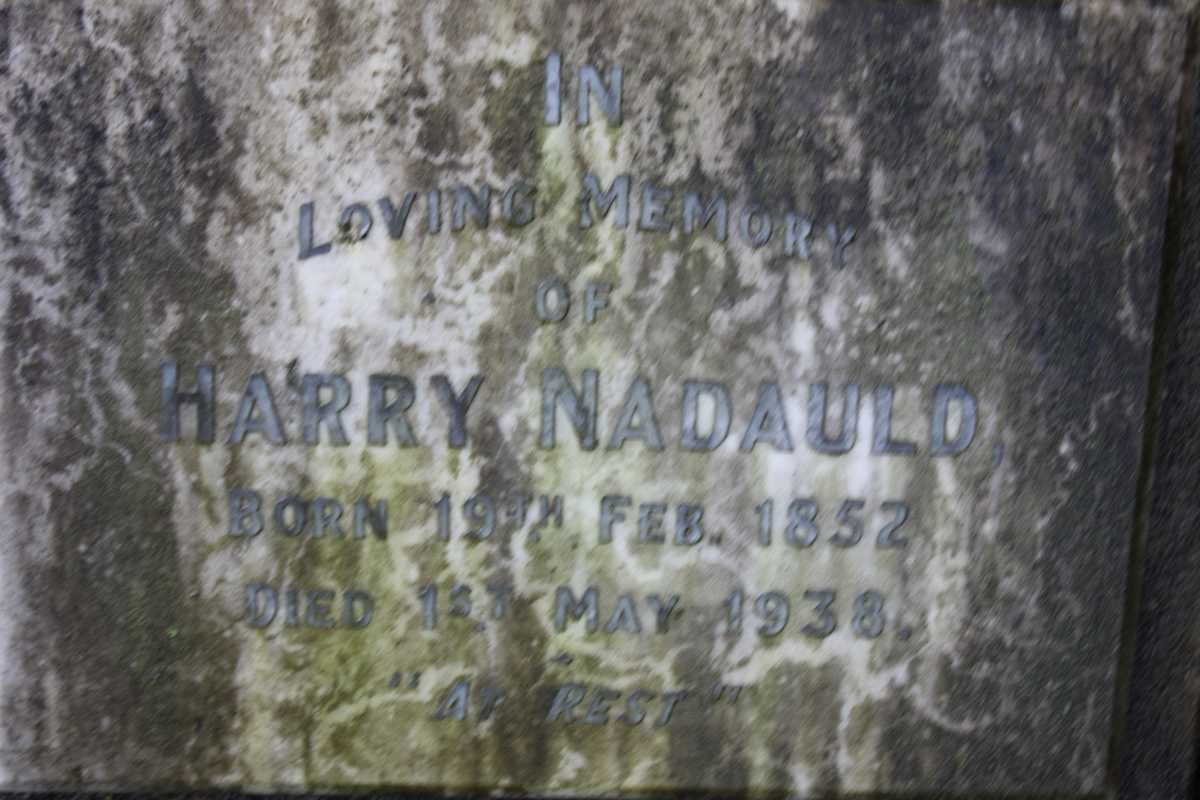 IN
LOVING MEMORY
OF
HARRY NADAULD,
BORN 19TH FEB. 1852
DIED 1ST MAY 1938.
"AT REST"